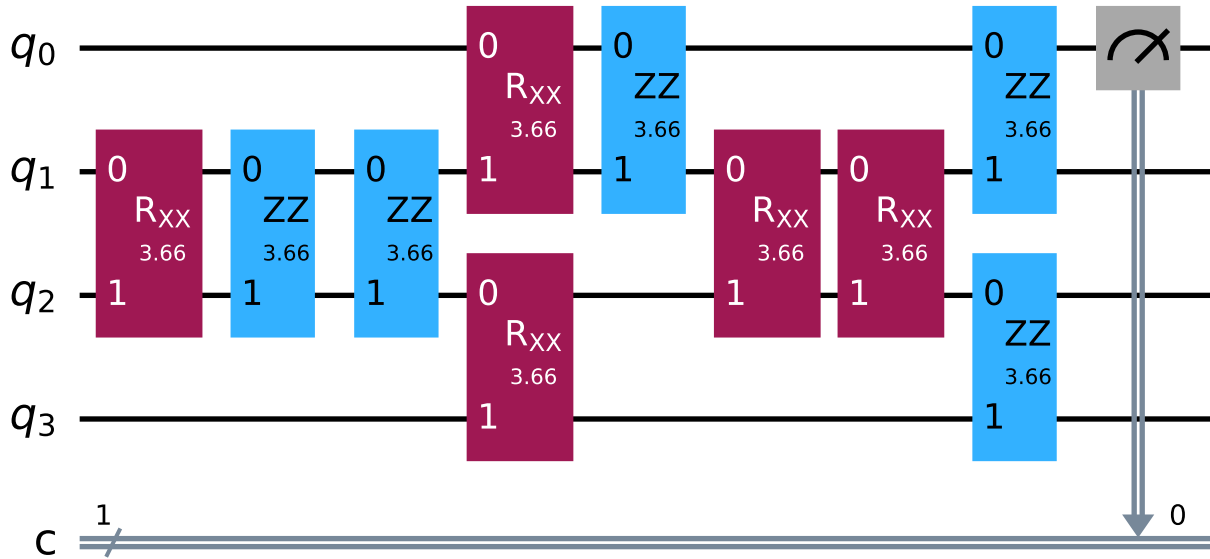 q0 0 0 0
RXX ZZ ZZ
3.66 3.66 3.66
q1 0 0 0 1 1 0 0 1
RXX ZZ ZZ RXX RXX
3.66 3.66 3.66 3.66 3.66
q2 1 1 1 0 1 1 0
RXX ZZ
3.66 3.66
q3 1 1
1 0
c